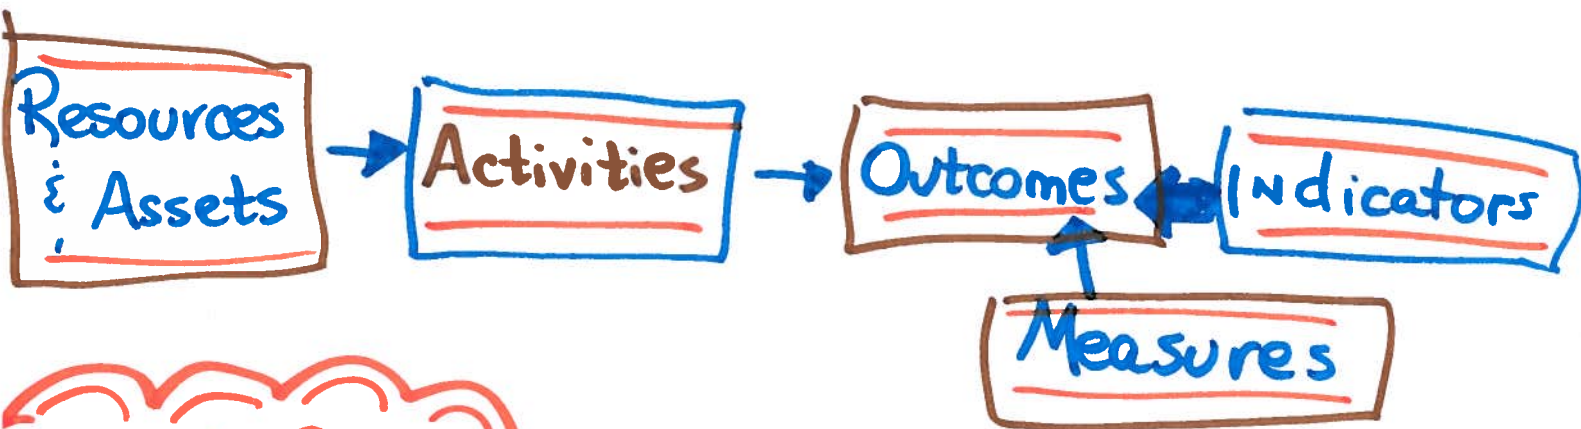 Resources
&
Assets
Activities
Outcomes
INdicators
Measures